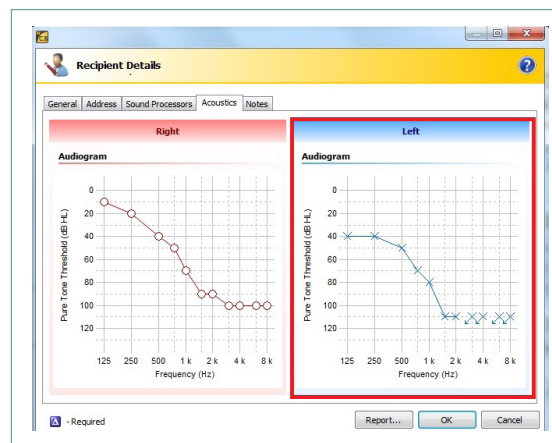 Recipient Details
General Address Sound Processors Acoustics Notes
Right
Audiogram
Pure Tone Threshold (dB HL)
0
20
40
60
80
100
120
125 250 500 1 k 2 k 4 k 8 k
Frequency (Hz)
Left
Audiogram
Pure Tone Threshold (dB HL)
0
20
40
60
80
100
120
125 250 500 1 k 2 k 4 k 8 k
Frequency (Hz)
A - Required
Report... OK Cancel